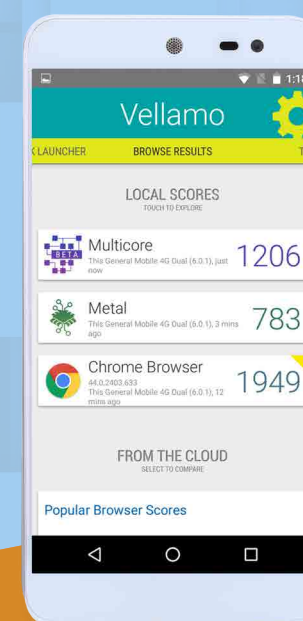 1:18
Vellamo
K LAUNCHER
BROWSE RESULTS
T
LOCAL SCORES
TOUCH TO EXPLORE
BETA
Multicore
This General Mobile 4G Dual (6.0.1), just
now
1206
Metal
This General Mobile 4G Dual (6.0.1), 3 mins
ago
783
Chrome Browser
44.0.2403.633
This General Mobile 4G Dual (6.0.1), 12
mins ago
1949
FROM THE CLOUD
SELECT TO COMPARE
Popular Browser Scores